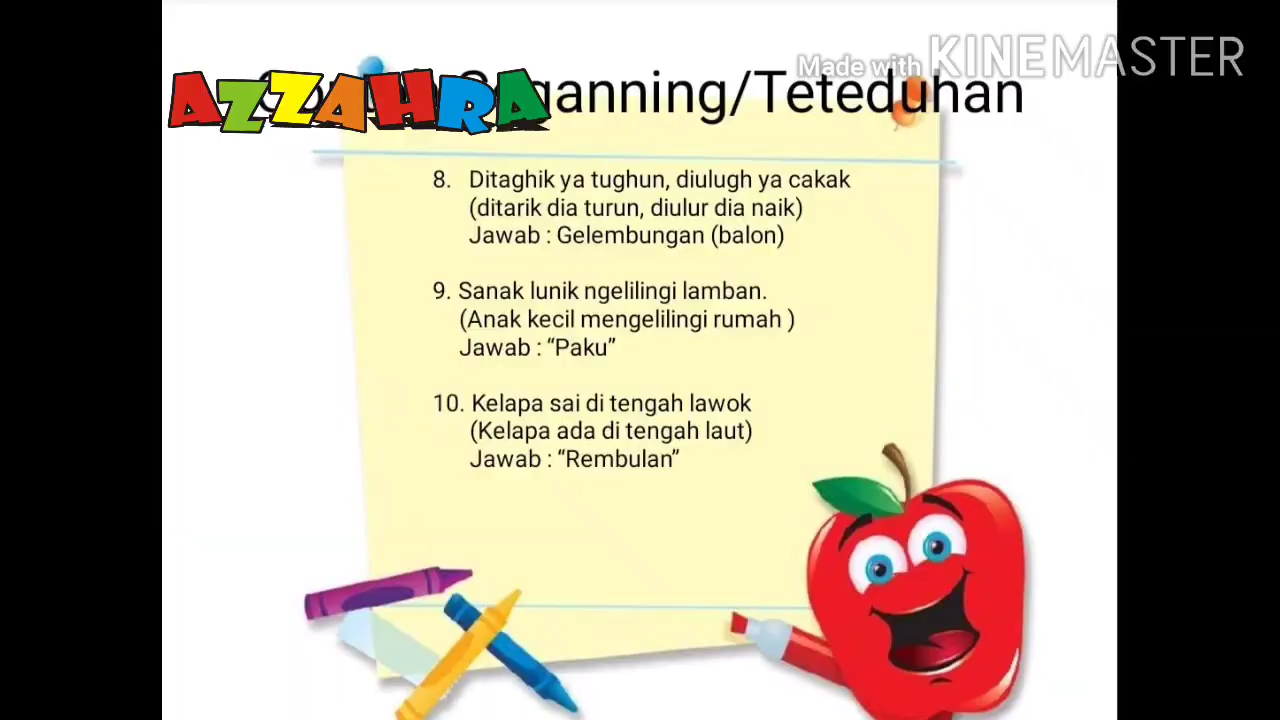 Made with KINEMASTER
AZZAHRA
/Teteduhan
8. Ditaghik ya tughun, diulugh ya cakak
(ditarik dia turun, diulur dia naik)
Jawab : Gelembungan (balon)
9. Sanak lunik ngelilingi lamban.
(Anak kecil mengelilingi rumah )
Jawab : “Paku”
10. Kelapa sai di tengah lawok
(Kelapa ada di tengah laut)
Jawab : “Rembulan”